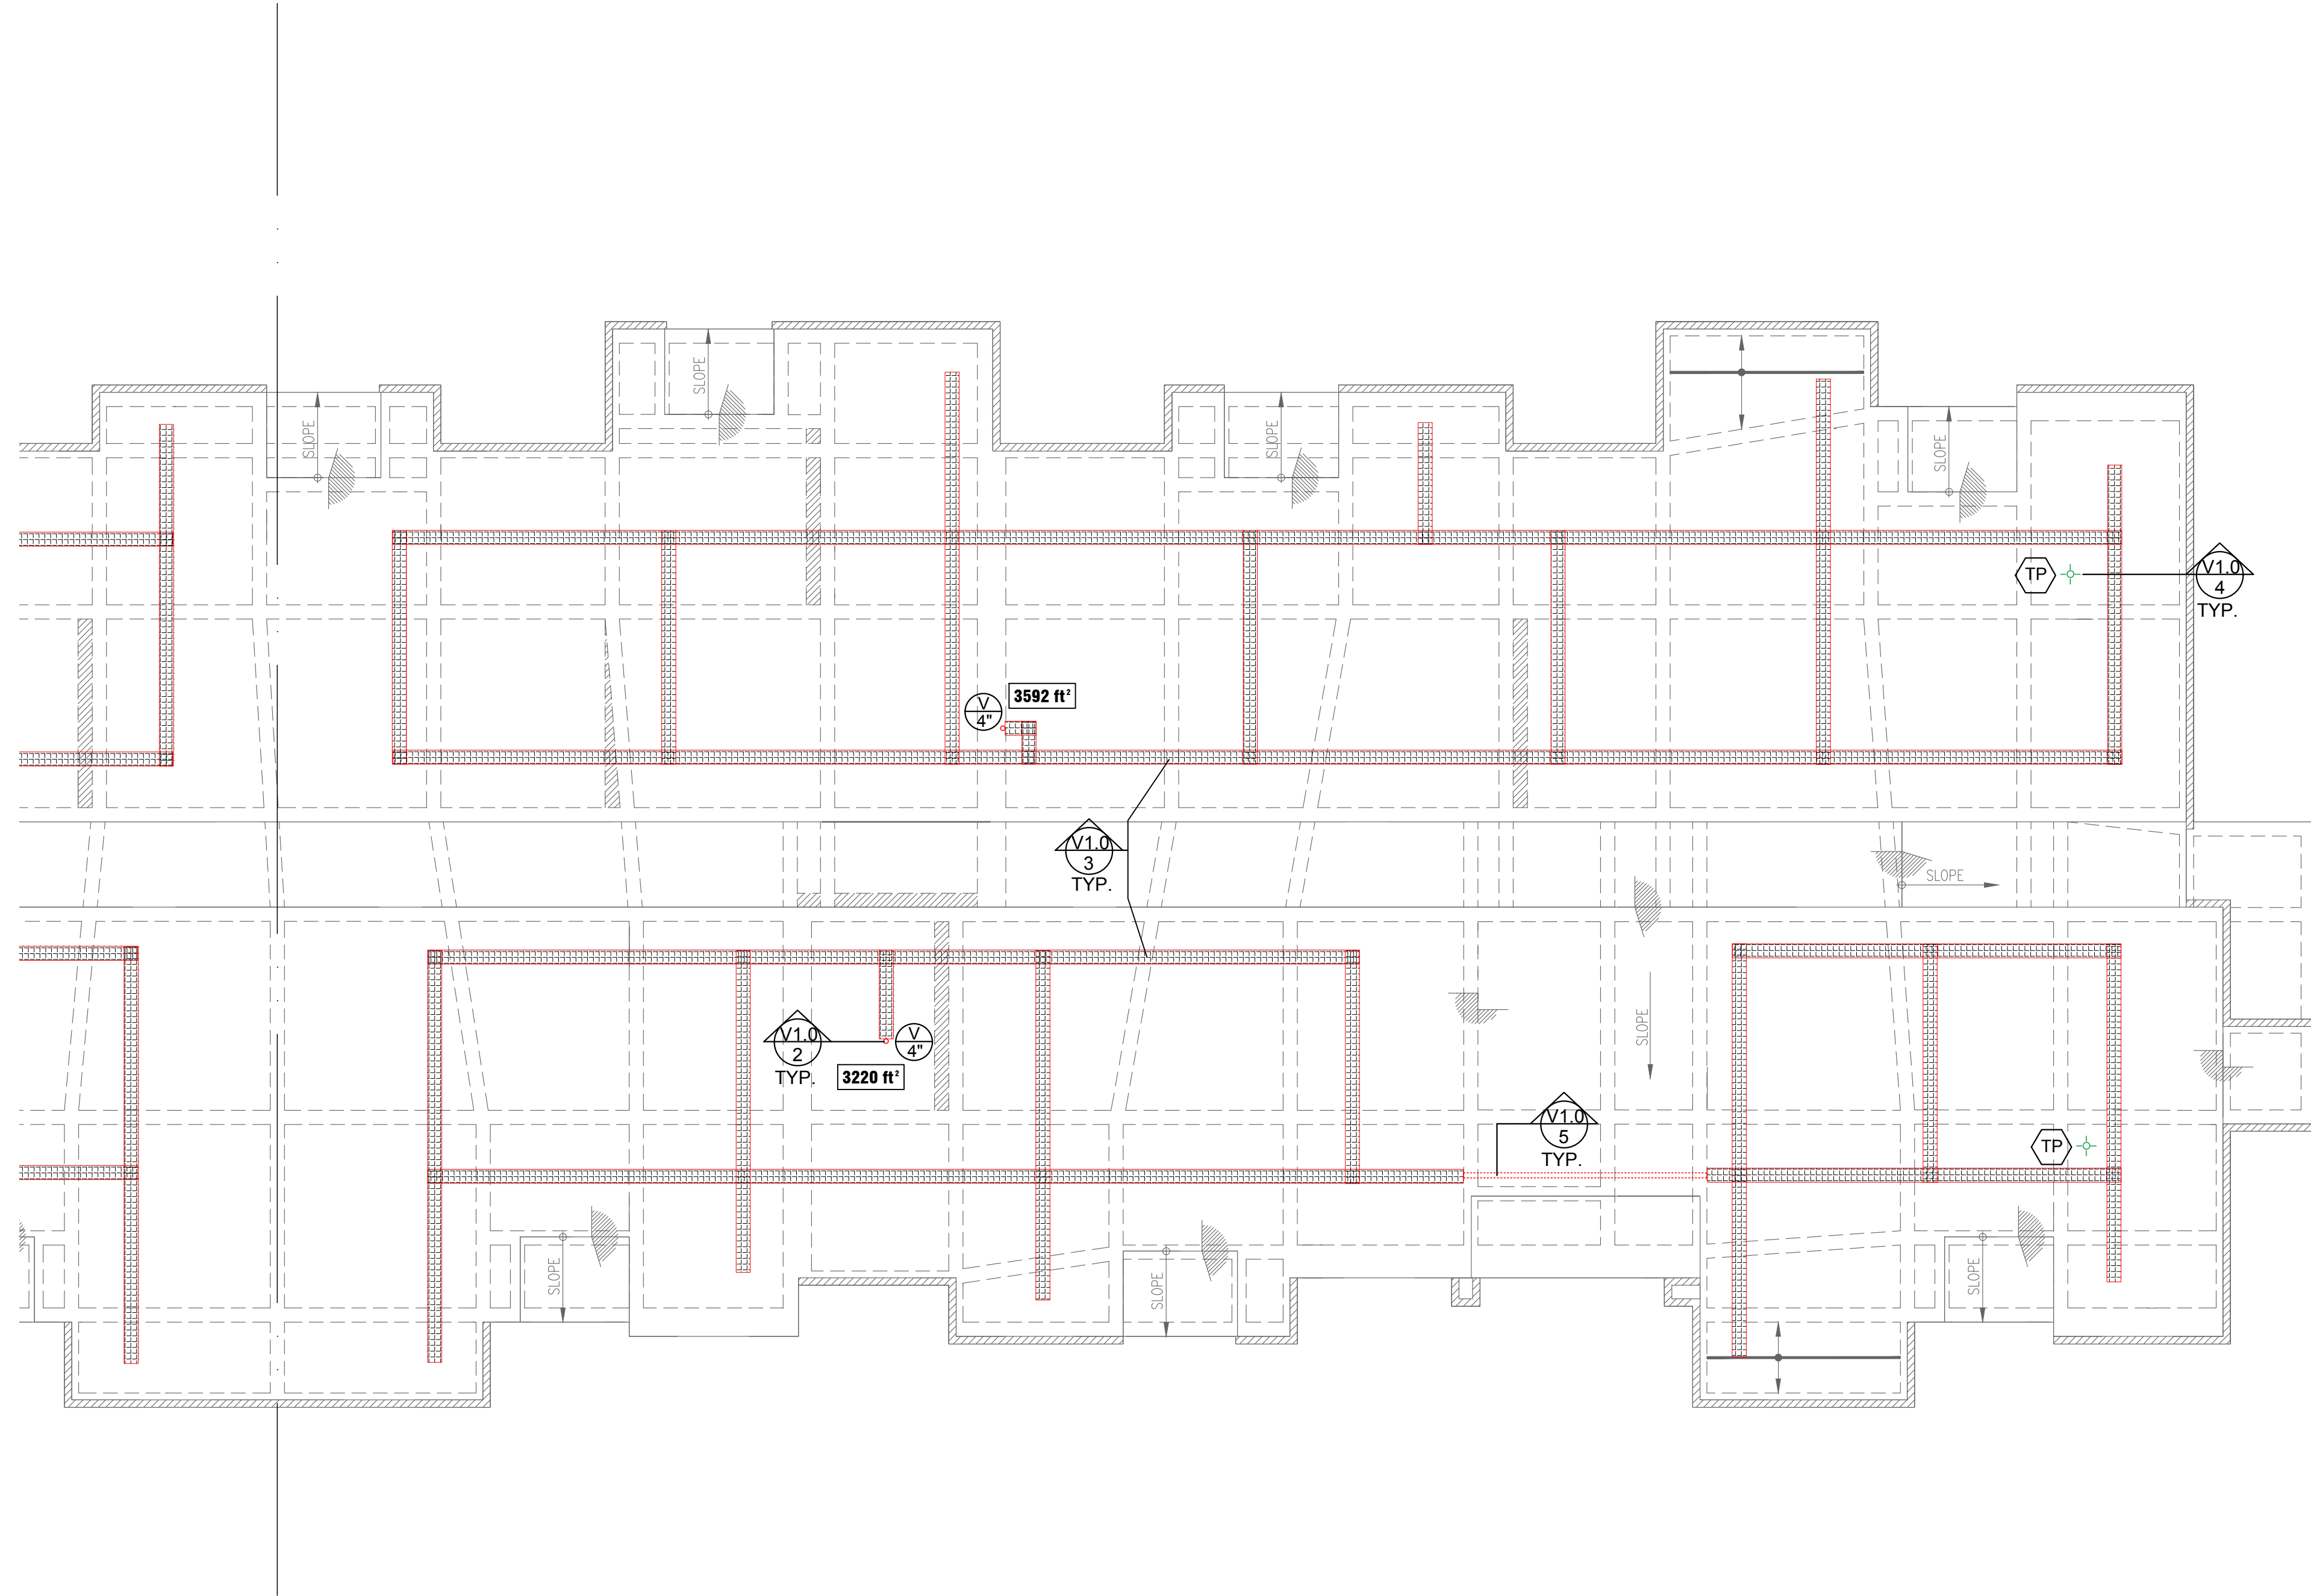 SLOPE
SLOPE
SLOPE
SLOPE
TP
V1.0
4
TYP.
V
4"
3592 ft²
V1.0
3
TYP.
SLOPE
SLOPE
V1.0
2
TYP.
V
4"
3220 ft²
V1.0
5
TYP.
TP
SLOPE
SLOPE
SLOPE